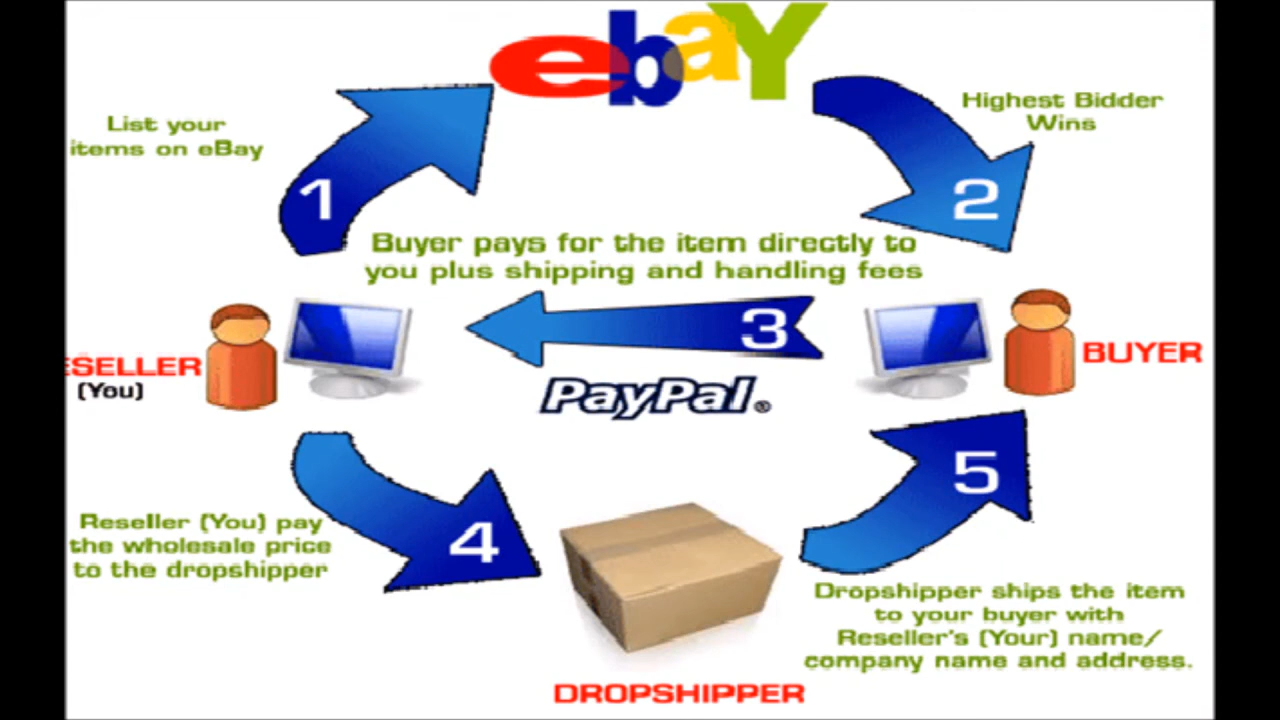 ebaY
List your
items on eBay
1
Highest Bidder
Wins
2
Buyer pays for the item directly to
you plus shipping and handling fees
3
PayPal®
ESELLER
(You)
BUYER
Reseller (You) pay
the wholesale price
to the dropshipper
4
5
Dropshipper ships the item
to your buyer with
Reseller's (Your) name/
company name and address.
DROPSHIPPER